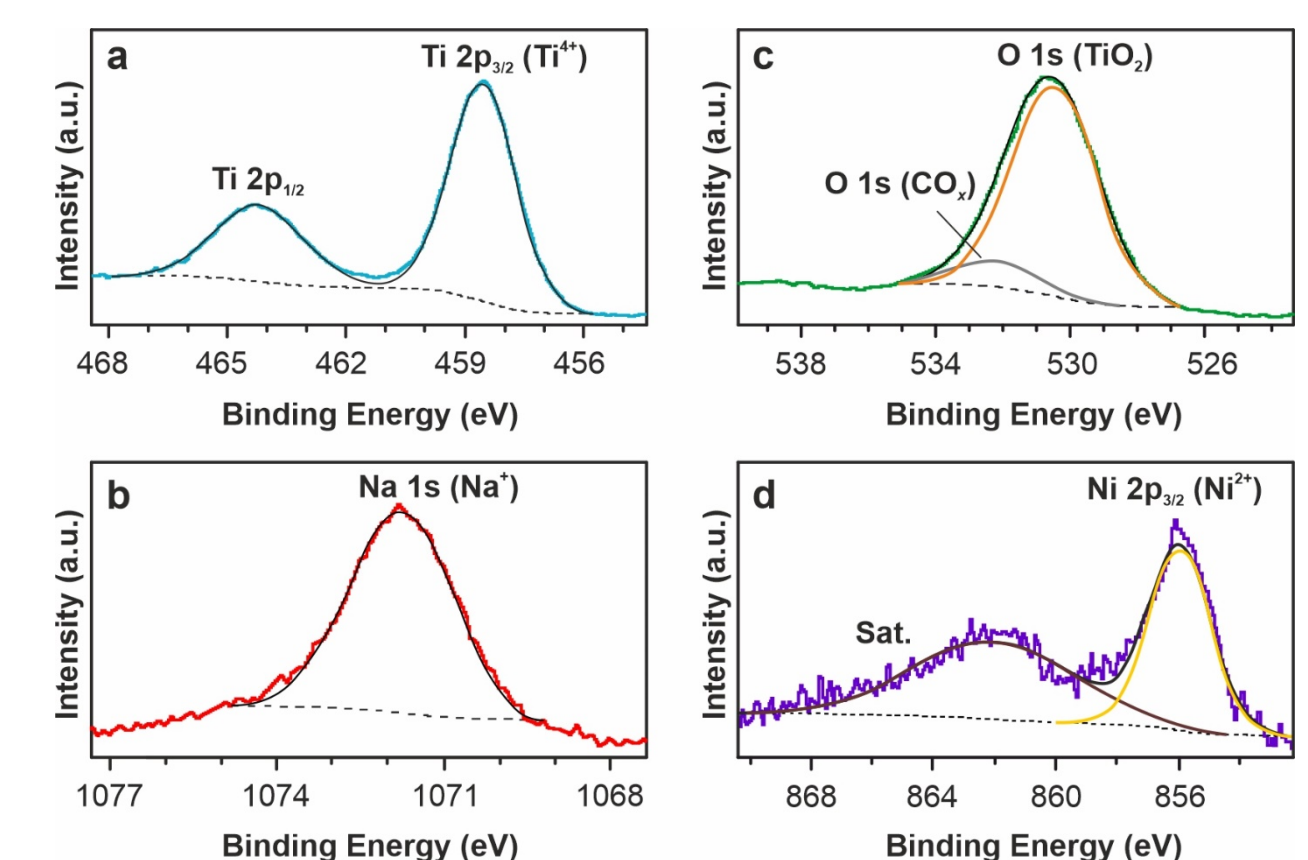 a
Ti 2p3/2 (Ti4+)
Ti 2p1/2
Intensity (a.u.)
468 465 462 459 456
Binding Energy (eV)
c
O 1s (TiO2)
O 1s (COx)
Intensity (a.u.)
538 534 530 526
Binding Energy (eV)
b
Na 1s (Na+)
Intensity (a.u.)
1077 1074 1071 1068
Binding Energy (eV)
d
Ni 2p3/2 (Ni2+)
Sat.
Intensity (a.u.)
868 864 860 856
Binding Energy (eV)